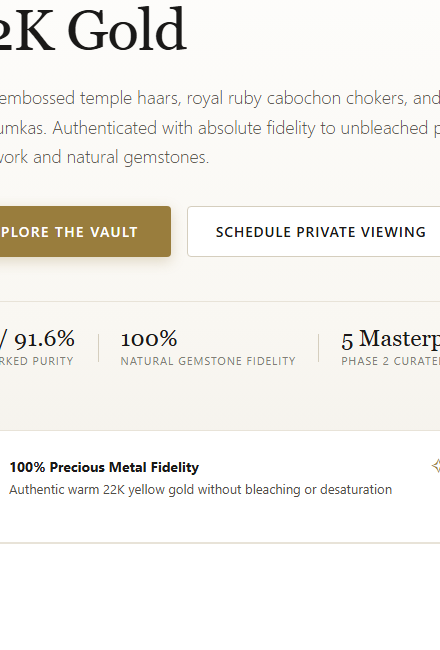 2K Gold
embossed temple haars, royal ruby cabochon chokers, and
umkas. Authenticated with absolute fidelity to unbleached p
work and natural gemstones.
PLORE THE VAULT
SCHEDULE PRIVATE VIEWING
/ 91.6%
RKED PURITY
100%
NATURAL GEMSTONE FIDELITY
5 Masterp
PHASE 2 CURATE
100% Precious Metal Fidelity
Authentic warm 22K yellow gold without bleaching or desaturation